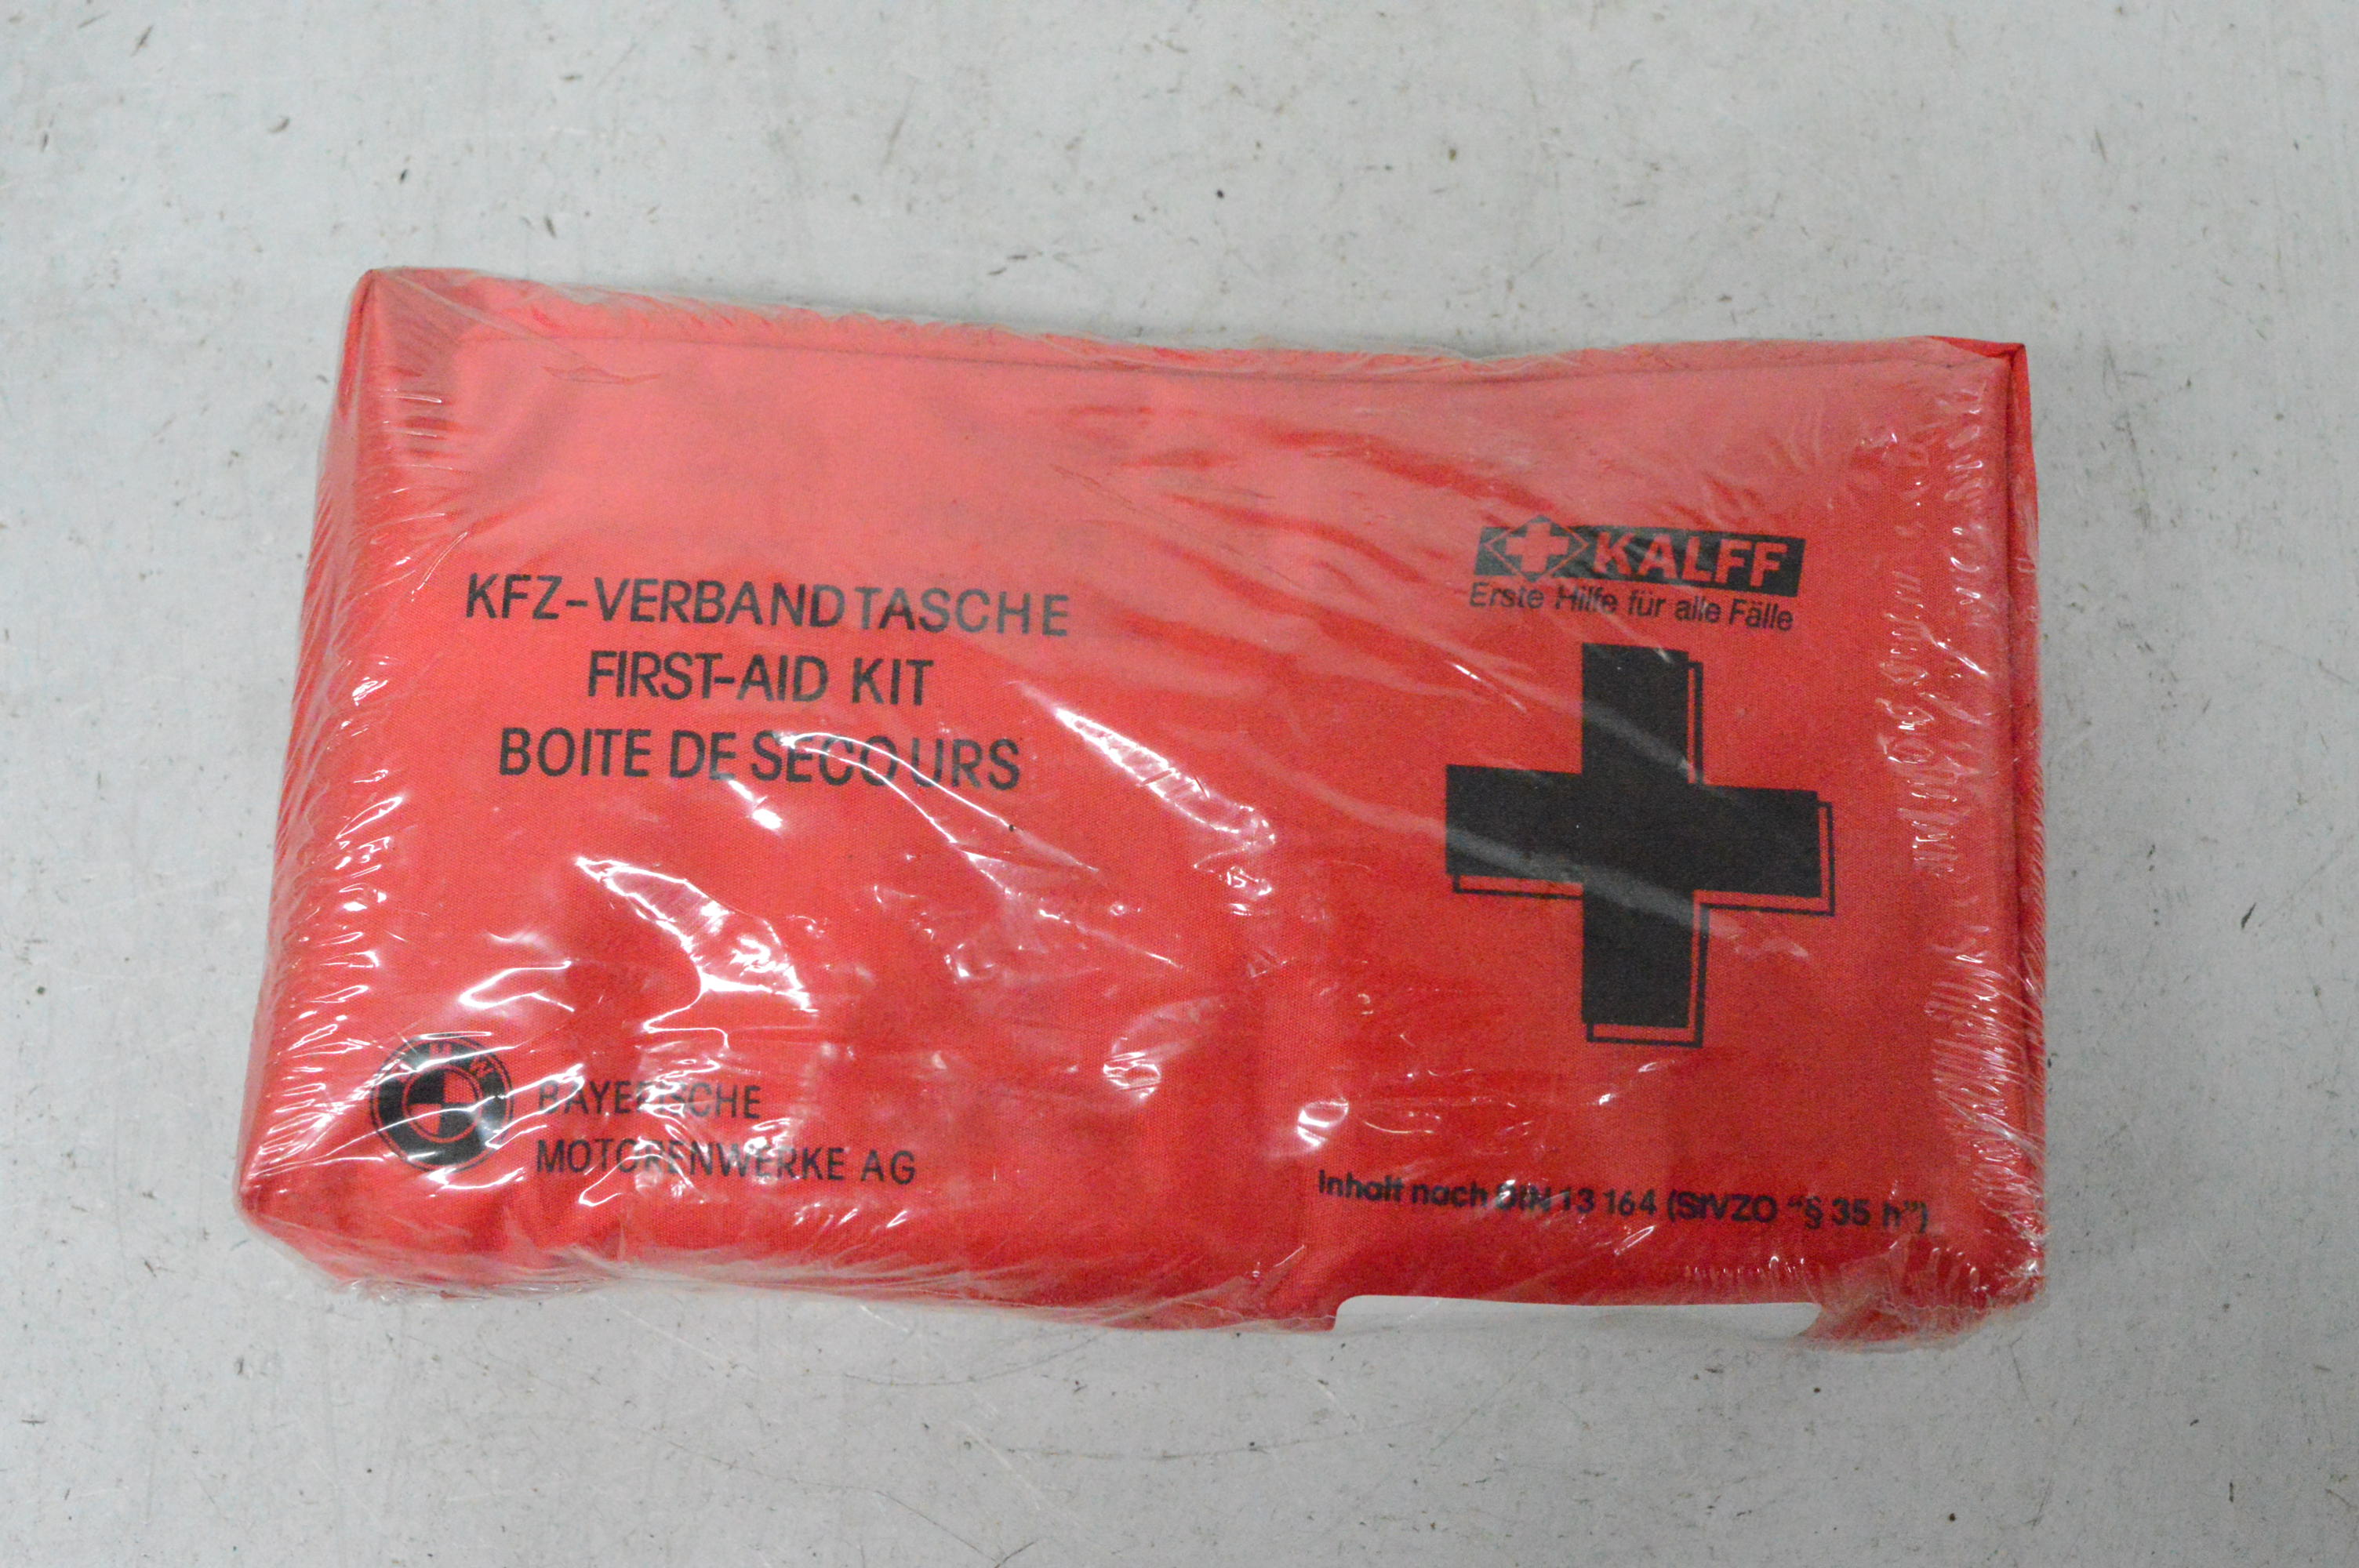 KFZ-VERBANDTASCHE
FIRST-AID KIT
BOITE DE SECOURS
KALFF
Erste Hilfe für alle Fälle
BMW
BAYERISCHE
MOTORENWERKE AG
Inhalt nach DIN 13 164 (StVZO "§ 35 h")